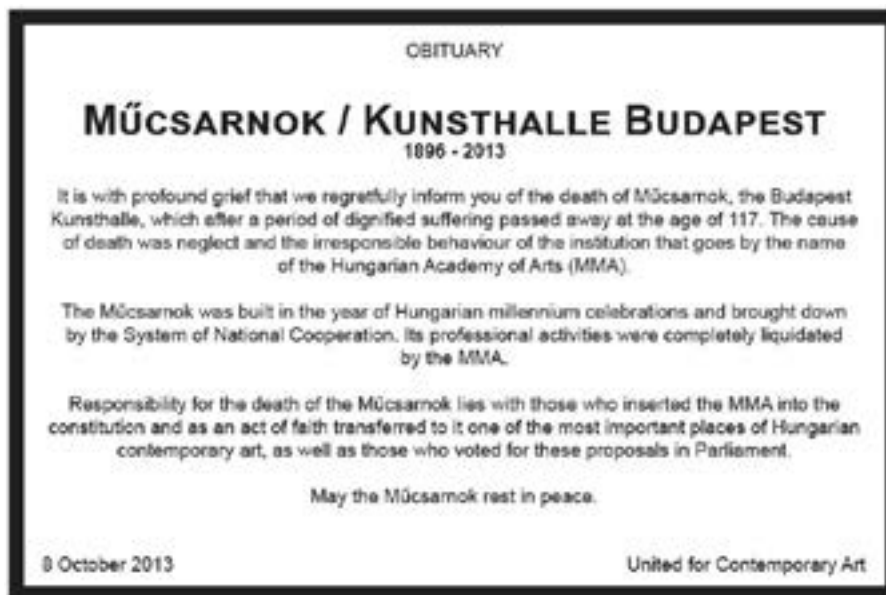 OBITUARY
MŰCSARNOK / KUNSTHALLE BUDAPEST
1896 - 2013
It is with profound grief that we regretfully inform you of the death of Műcsarnok, the Budapest
Kunsthalle, which after a period of dignified suffering passed away at the age of 117. The cause
of death was neglect and the irresponsible behaviour of the institution that goes by the name
of the Hungarian Academy of Arts (MMA).
The Műcsarnok was built in the year of Hungarian millennium celebrations and brought down
by the System of National Cooperation. Its professional activities were completely liquidated
by the MMA.
Responsibility for the death of the Műcsarnok lies with those who inserted the MMA into the
constitution and as an act of faith transferred to it one of the most important places of Hungarian
contemporary art, as well as those who voted for these proposals in Parliament.
May the Műcsarnok rest in peace.
8 October 2013
United for Contemporary Art